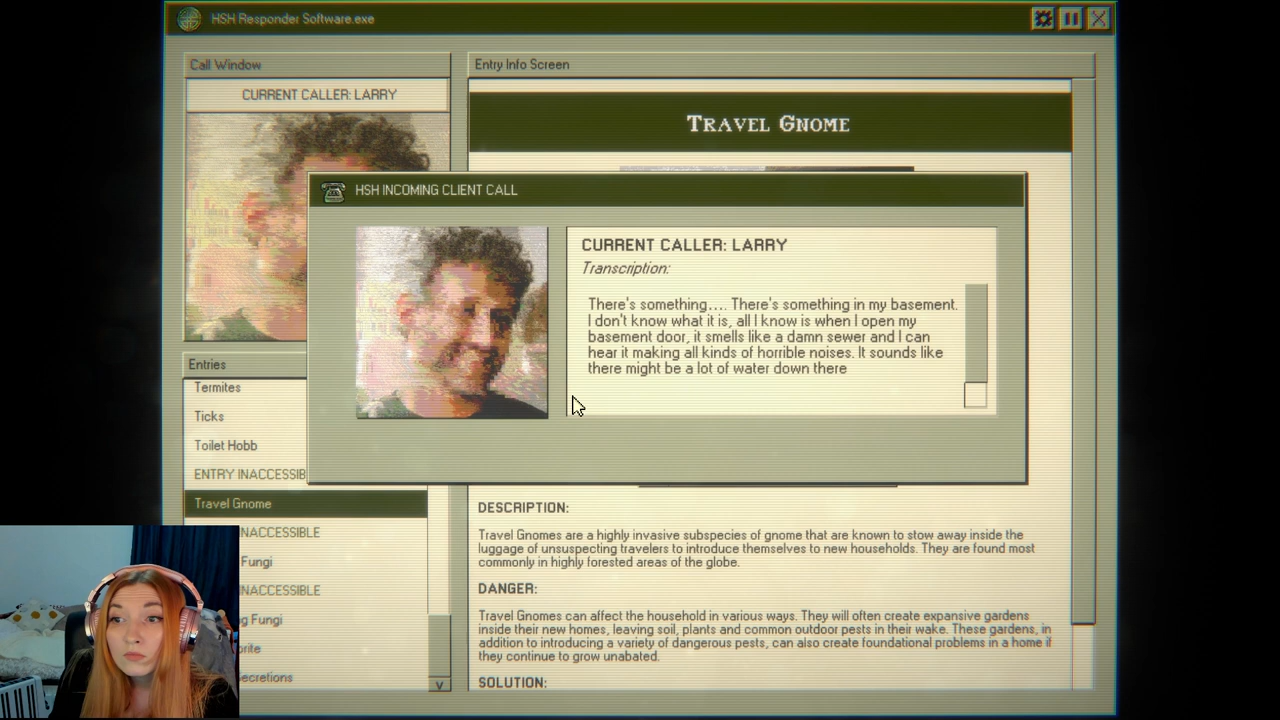 HSH Responder Software.exe
Call Window
Entry Info Screen
CURRENT CALLER: LARRY
TRAVEL GNOME
HSH INCOMING CLIENT CALL
CURRENT CALLER: LARRY
Transcription:
There's something.... There's something in my basement.
I don't know what it is, all I know is when I open my
basement door, it smells like a damn sewer and I can
hear it making all kinds of horrible noises. It sounds like
there might be a lot of water down there
Entries
Termites
Ticks
Toilet Hobb
ENTRY INACCESSIB
Travel Gnome
NACCESSIBLE
Fungi
NACCESSIBLE
g Fungi
rite
ecretions
DESCRIPTION:
Travel Gnomes are a highly invasive subspecies of gnome that are known to stow away inside the
luggage of unsuspecting travelers to introduce themselves to new households. They are found most
commonly in highly forested areas of the globe.
DANGER:
Travel Gnomes can affect the household in various ways. They will often create expansive gardens
inside their new homes, leaving soil, plants and common outdoor pests in their wake. These gardens, in
addition to introducing a variety of dangerous pests, can also create foundational problems in a home if
they continue to grow unabated.
SOLUTION: